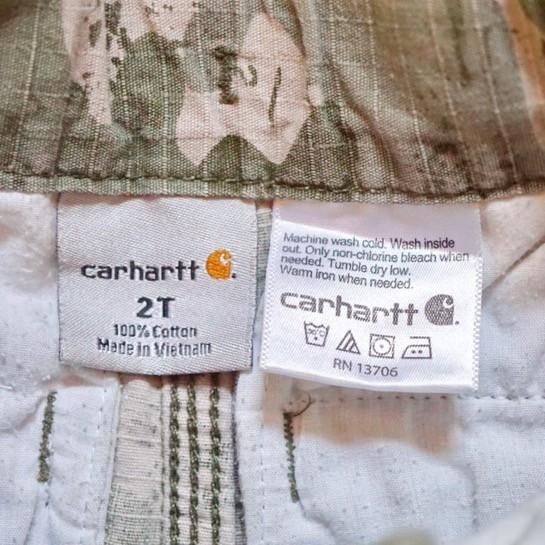 carhartt
2T
100% Cotton
Made in Vietnam
Machine wash cold. Wash inside
out. Only non-chlorine bleach when
needed. Tumble dry low.
Warm iron when needed.
carhartt
RN 13706